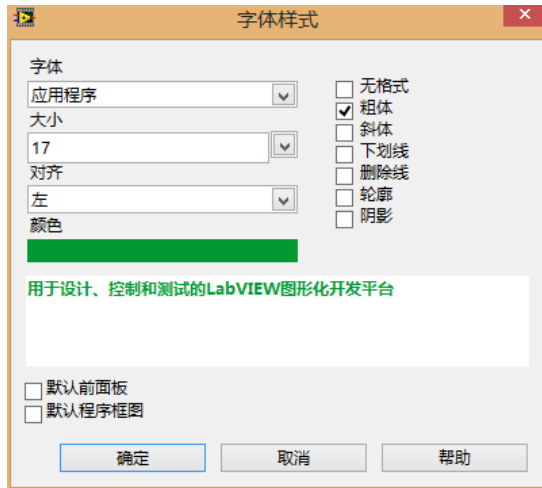 字体样式
字体
应用程序
大小
17
对齐
左
颜色
无格式
粗体
斜体
下划线
删除线
轮廓
阴影
用于设计、控制和测试的LabVIEW图形化开发平台
默认前面板
默认程序框图
确定 取消 帮助